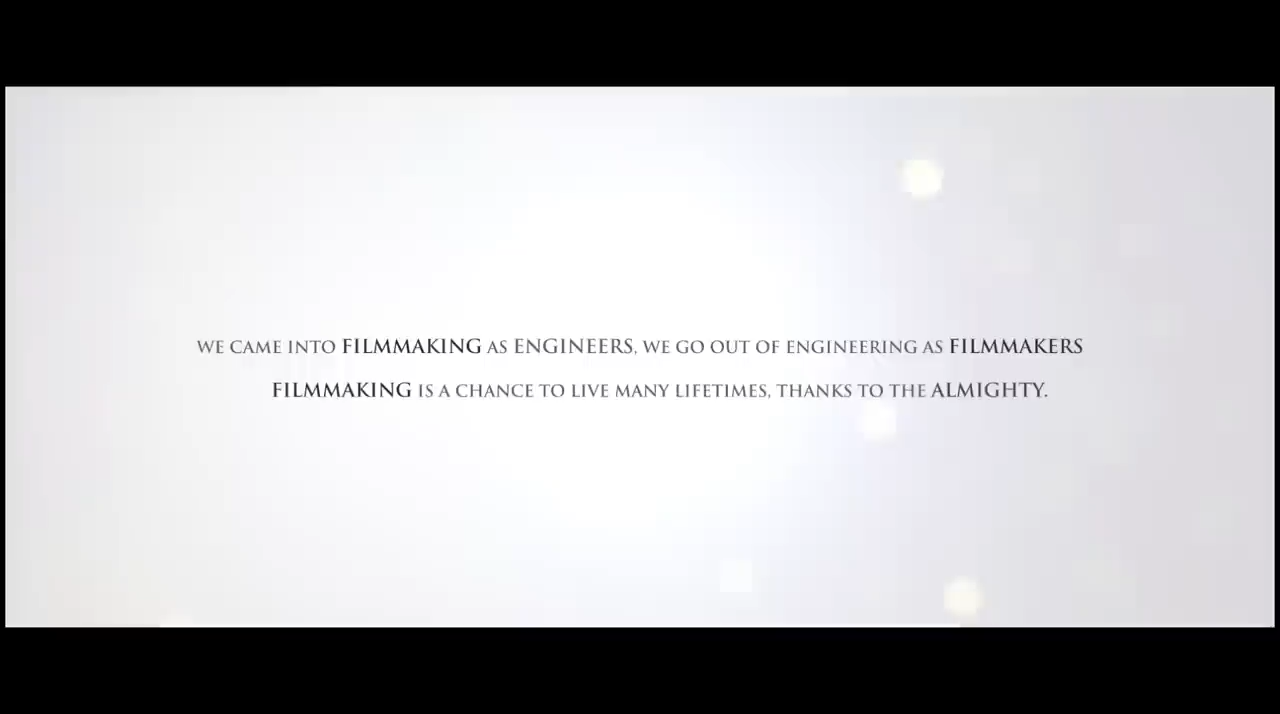 WE CAME INTO FILMMAKING AS ENGINEERS, WE GO OUT OF ENGINEERING AS FILMMAKERS
FILMMAKING IS A CHANCE TO LIVE MANY LIFETIMES, THANKS TO THE ALMIGHTY.